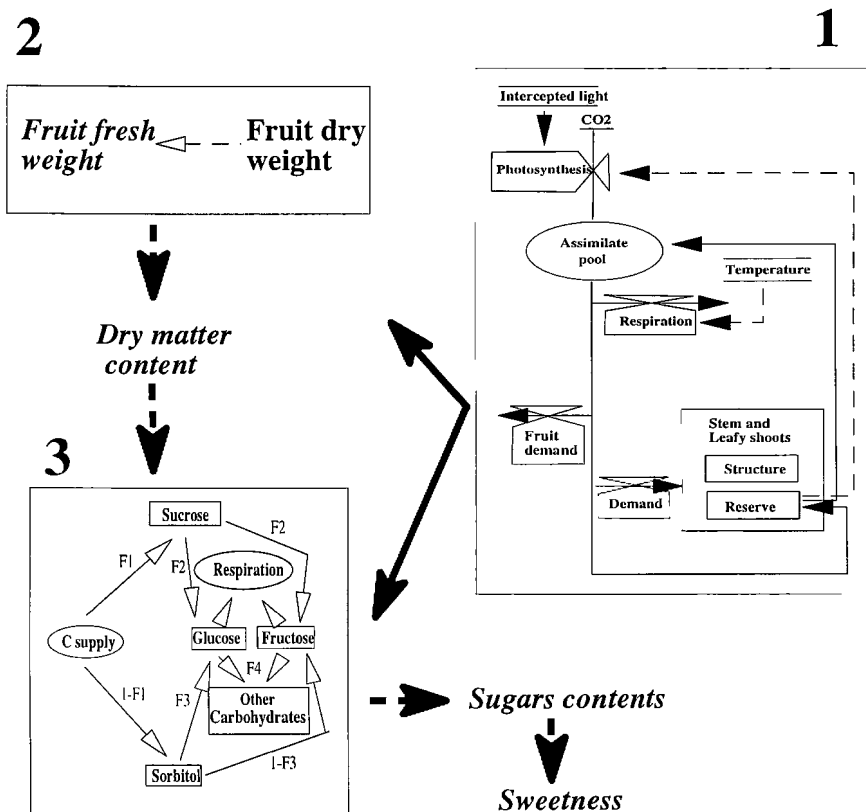 2
1
Fruit fresh weight
Fruit dry weight
Intercepted light
CO2
Photosynthesis
Assimilate pool
Temperature
Respiration
Dry matter content
Fruit demand
Stem and Leafy shoots
Structure
Demand
Reserve
3
Sucrose
F2
F1
F2
Respiration
C supply
Glucose
Fructose
F4
1-F1
F3
Other Carbohydrates
Sorbitol
1-F3
Sugars contents
Sweetness